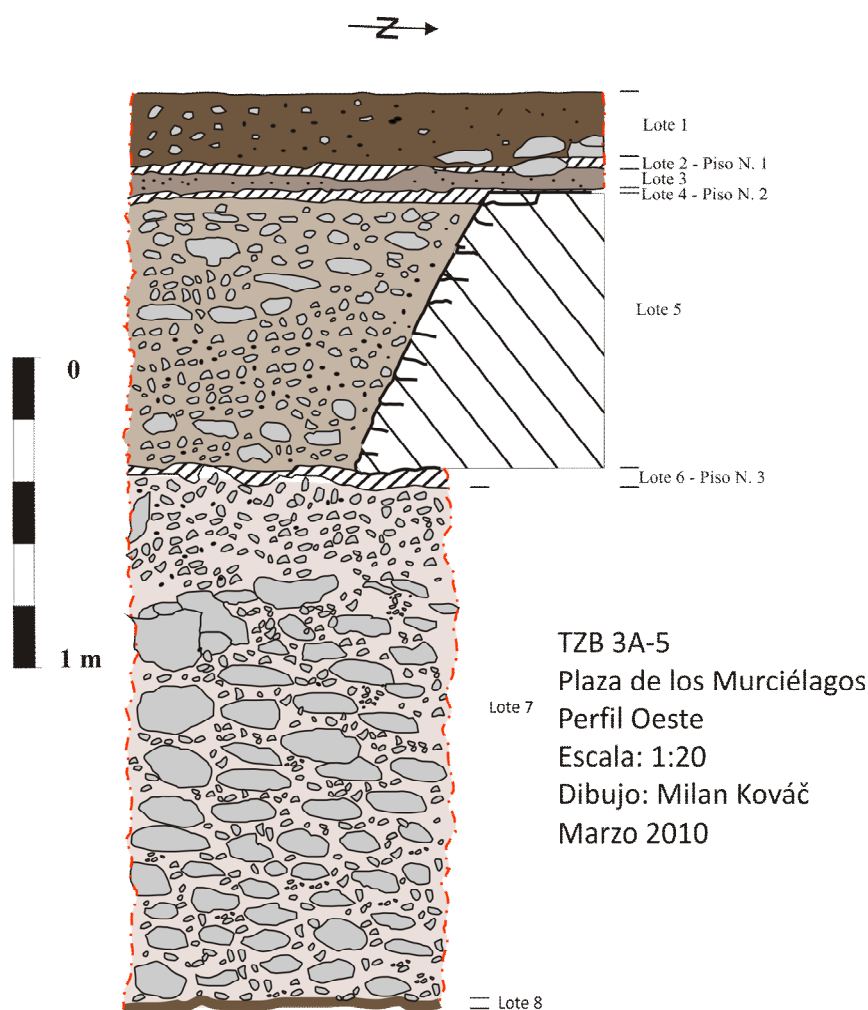 N
Lote 1
Lote 2 - Piso N. 1
Lote 3
Lote 4 - Piso N. 2
Lote 5
0
Lote 6 - Piso N. 3
1 m
Lote 7
TZB 3A-5
Plaza de los Murciélagos
Perfil Oeste
Escala: 1:20
Dibujo: Milan Kováč
Marzo 2010
Lote 8